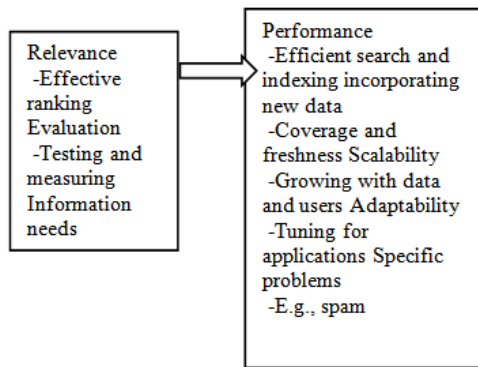 Relevance
-Effective
ranking
Evaluation
-Testing and
measuring
Information
needs
Performance
-Efficient search and
indexing incorporating
new data
-Coverage and
freshness Scalability
-Growing with data
and users Adaptability
-Tuning for
applications Specific
problems
-E.g., spam